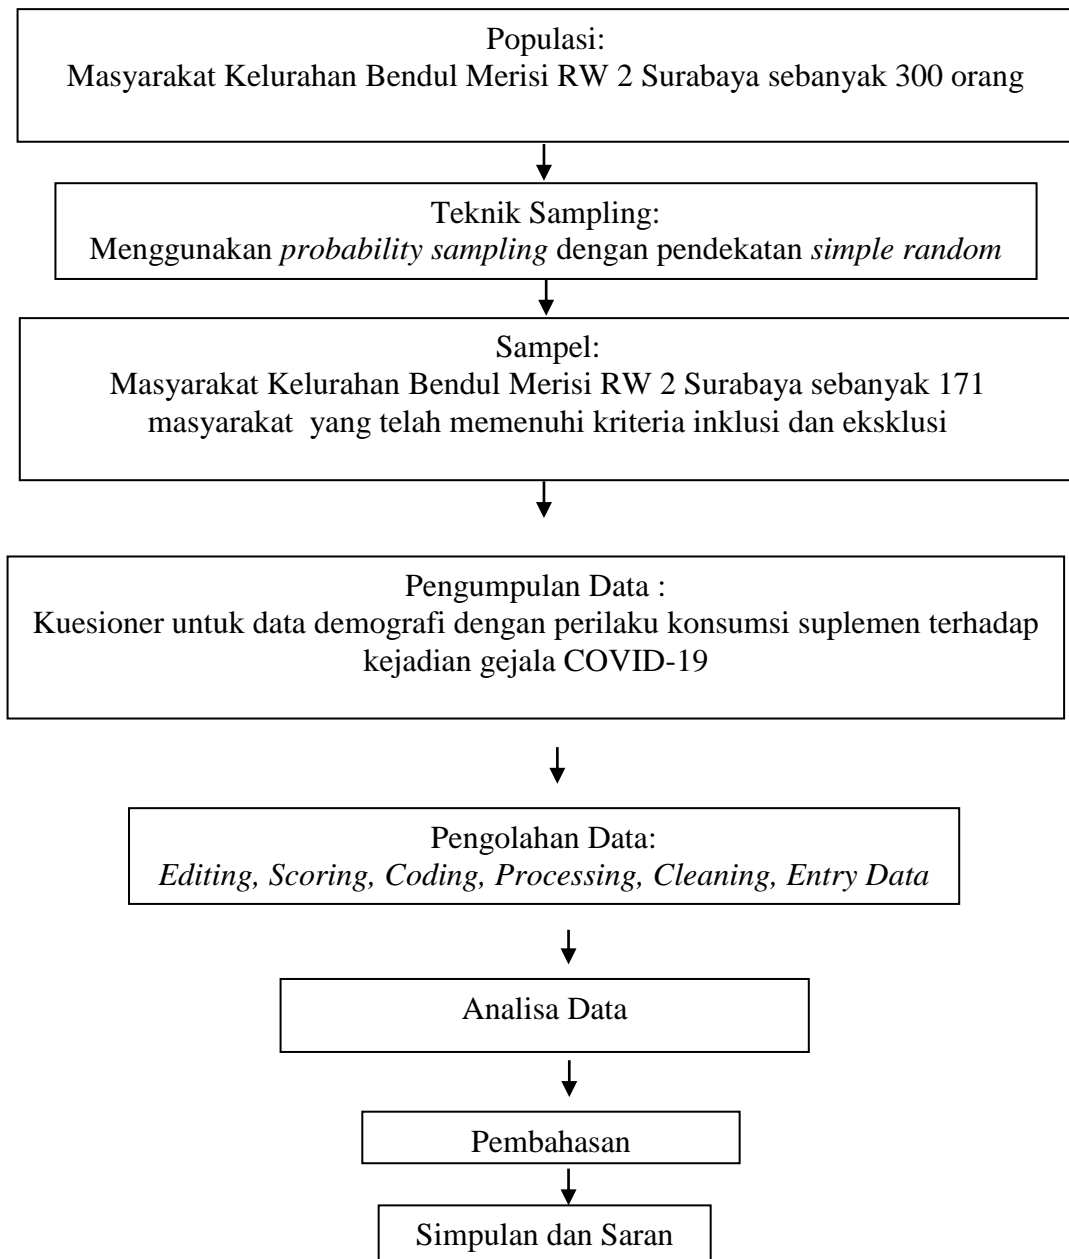 Populasi:
Masyarakat Kelurahan Bendul Merisi RW 2 Surabaya sebanyak 300 orang
Teknik Sampling:
Menggunakan probability sampling dengan pendekatan simple random
Sampel:
Masyarakat Kelurahan Bendul Merisi RW 2 Surabaya sebanyak 171
masyarakat  yang telah memenuhi kriteria inklusi dan eksklusi
Pengumpulan Data :
Kuesioner untuk data demografi dengan perilaku konsumsi suplemen terhadap
kejadian gejala COVID-19
Pengolahan Data:
Editing, Scoring, Coding, Processing, Cleaning, Entry Data
Analisa Data
Pembahasan
Simpulan dan Saran